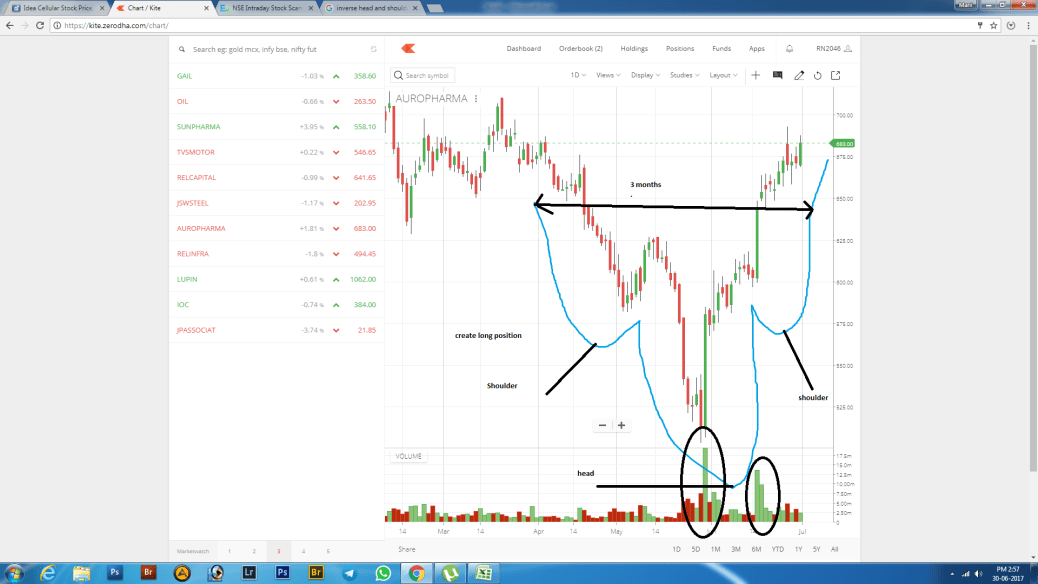 Idea Cellular Stock Price
Chart / Kite
NSE Intraday Stock Scan
inverse head and should
Mani
https://kite.zerodha.com/chart/
Search eg: gold mcx, infy bse, nifty fut
Dashboard Orderbook (2) Holdings Positions Funds Apps RN2046
GAIL -1.03 % 358.60
OIL -0.66 % 263.50
SUNPHARMA +3.95 % 558.10
TVSMOTOR +0.22 % 546.65
RELCAPITAL -0.99 % 641.65
JSWSTEEL -1.17 % 202.95
AUROPHARMA +1.81 % 683.00
RELINFRA -1.8 % 494.45
LUPIN +0.61 % 1062.00
IOC -0.74 % 384.00
JPASSOCIAT -3.74 % 21.85
Search symbol 1D Views Display Studies Layout
AUROPHARMA
700.00
683.00
675.00
3 months
650.00
625.00
600.00
create long position
575.00
550.00
Shoulder
shoulder
525.00
VOLUME
17.5m
15.0m
head
12.5m
10.00m
7.50m
5.00m
2.50m
0
14 Mar 14 Apr 14 May 14 14 Jul
Share 1D 5D 1M 3M 6M YTD 1Y 5Y All
Marketwatch 1 2 3 4 5
PM 2:57
30-06-2017